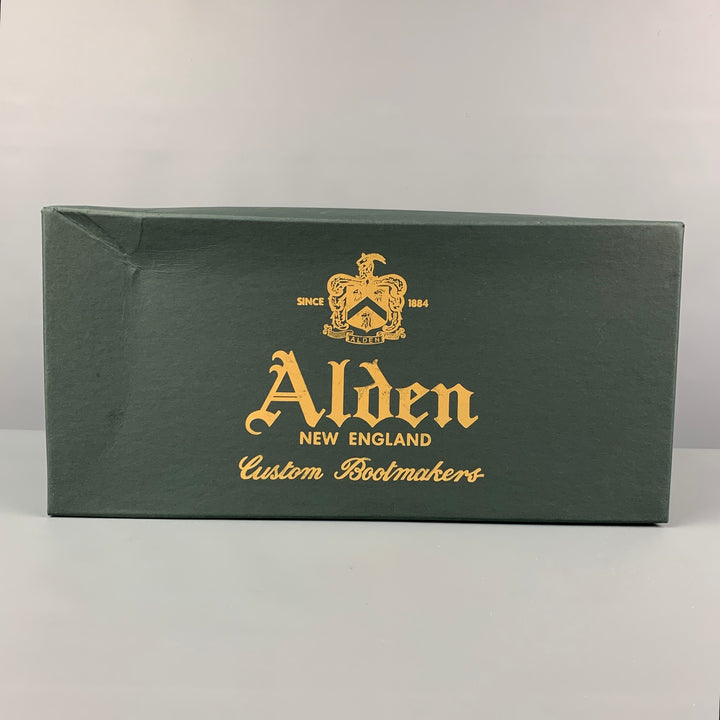 SINCE 1884
ALDEN
Alden
NEW ENGLAND
Custom Bootmakers